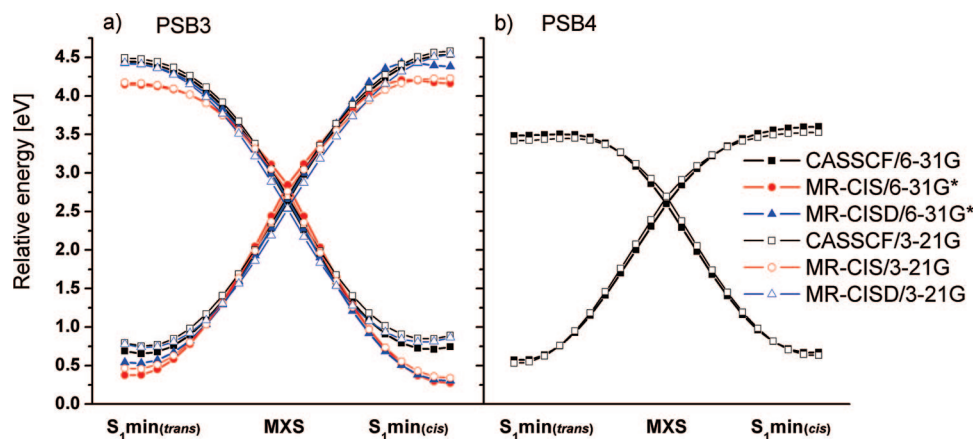 a) PSB3
b) PSB4
Relative energy [eV]
4.5
4.0
3.5
3.0
2.5
2.0
1.5
1.0
0.5
0.0
CASSCF/6-31G
MR-CIS/6-31G*
MR-CISD/6-31G*
CASSCF/3-21G
MR-CIS/3-21G
MR-CISD/3-21G
S₁min(trans) MXS S₁min(cis) S₁min(trans) MXS S₁min(cis)